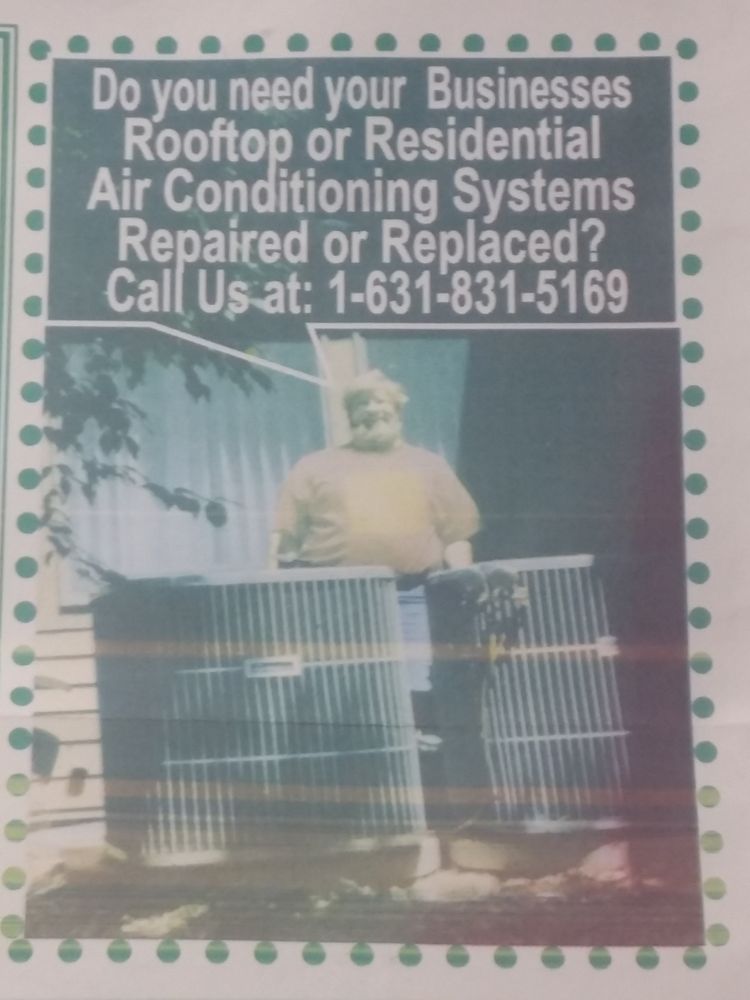 Do you need your Businesses
Rooftop or Residential
Air Conditioning Systems
Repaired or Replaced?
Call Us at: 1-631-831-5169